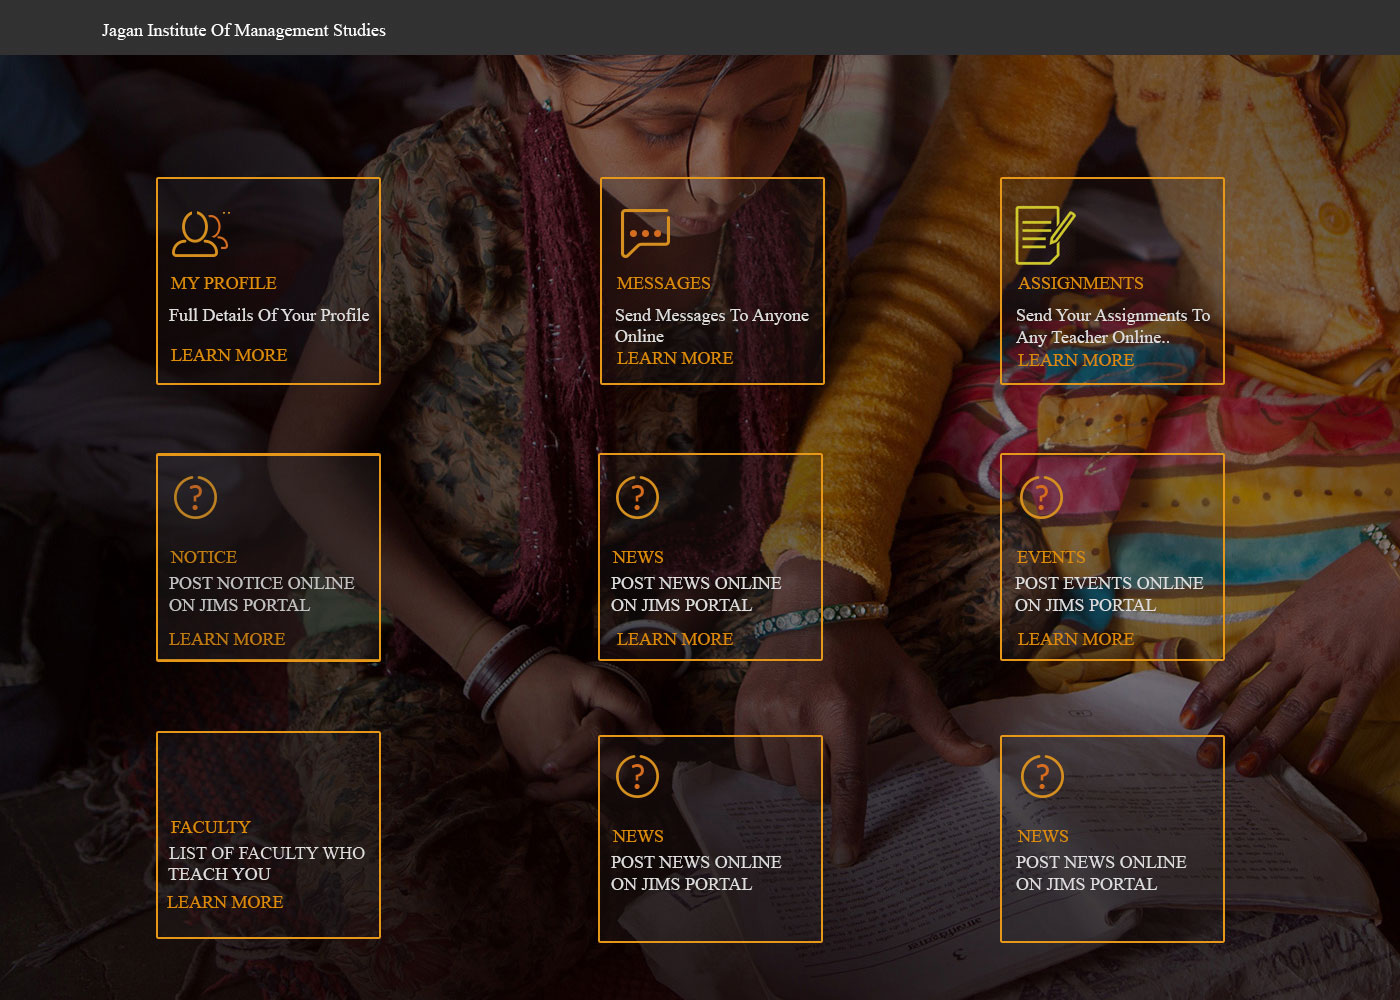 Jagan Institute Of Management Studies
MY PROFILE
Full Details Of Your Profile
LEARN MORE
MESSAGES
Send Messages To Anyone
Online
LEARN MORE
ASSIGNMENTS
Send Your Assignments To
Any Teacher Online..
LEARN MORE
NOTICE
POST NOTICE ONLINE
ON JIMS PORTAL
LEARN MORE
NEWS
POST NEWS ONLINE
ON JIMS PORTAL
LEARN MORE
EVENTS
POST EVENTS ONLINE
ON JIMS PORTAL
LEARN MORE
FACULTY
LIST OF FACULTY WHO
TEACH YOU
LEARN MORE
NEWS
POST NEWS ONLINE
ON JIMS PORTAL
NEWS
POST NEWS ONLINE
ON JIMS PORTAL